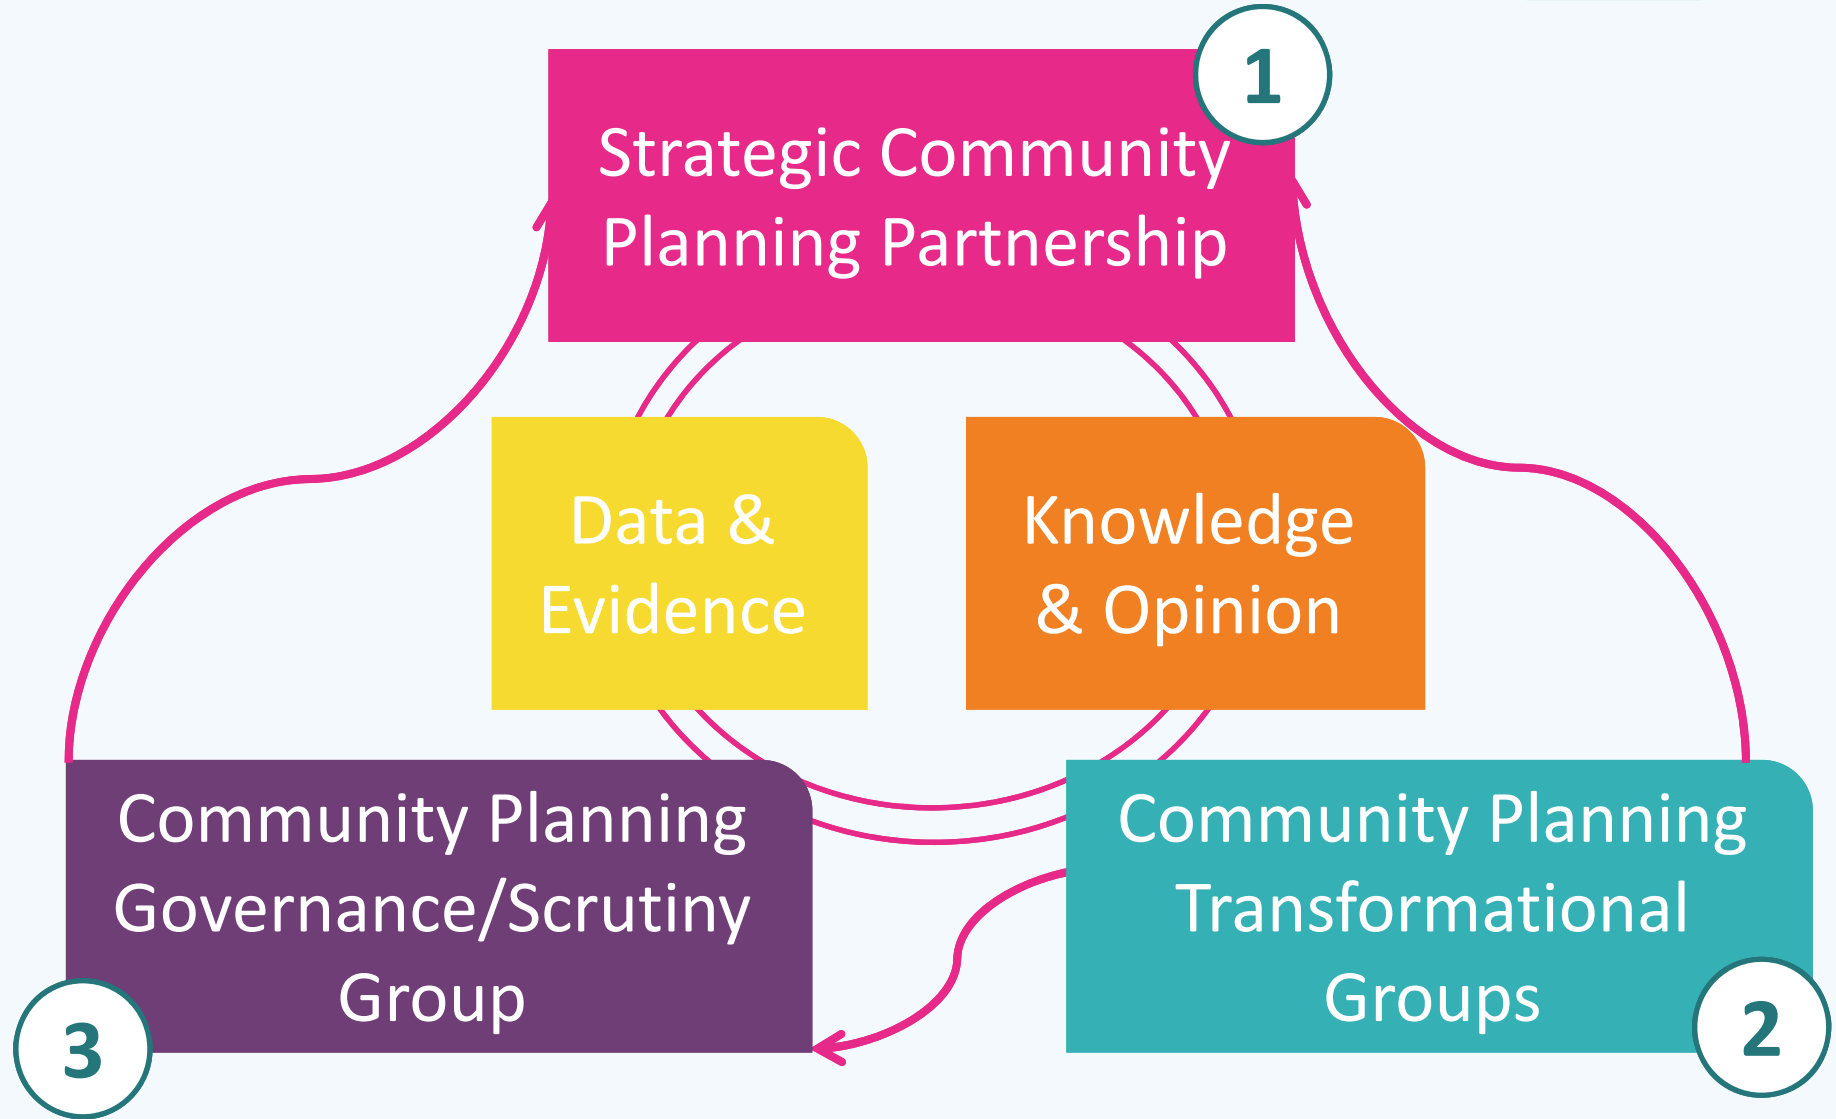 1
Strategic Community
Planning Partnership
Data &
Evidence
Knowledge
& Opinion
Community Planning
Governance/Scrutiny
Group
3
Community Planning
Transformational
Groups
2